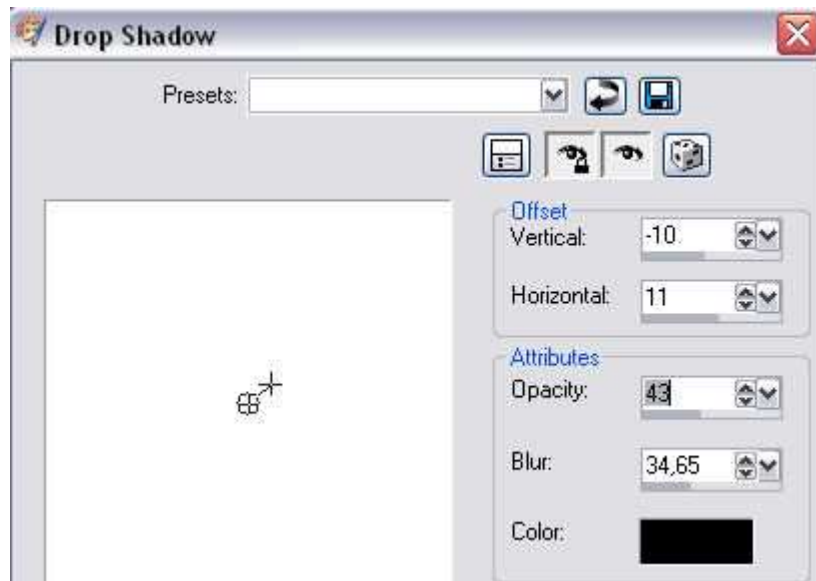 Drop Shadow
Presets:
Offset
Vertical: -10
Horizontal: 11
Attributes
Opacity: 43
Blur: 34,65
Color: